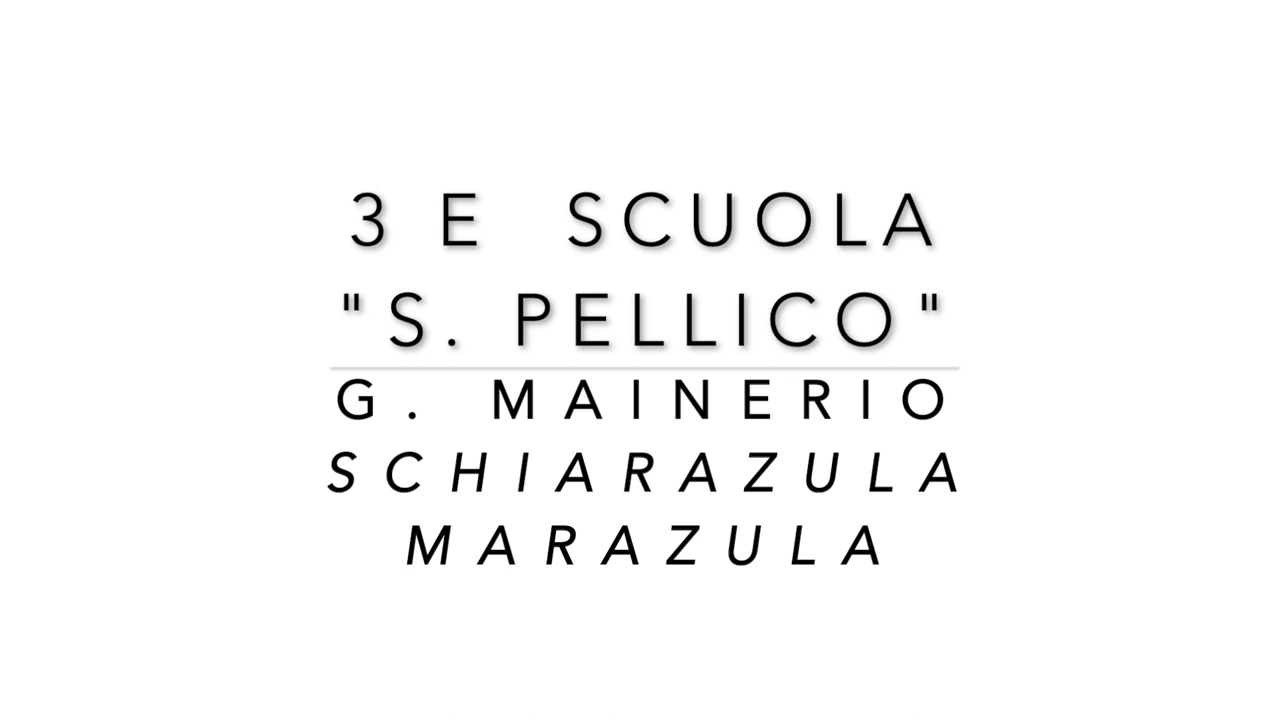 3 E SCUOLA
"S. PELLICO"
G. MAINERIO
SCHIARAZULA
MARAZULA